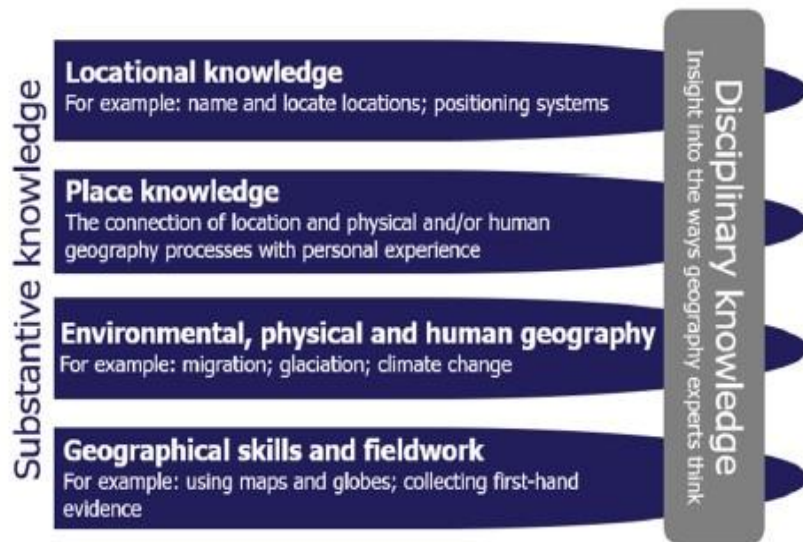 Substantive knowledge
Locational knowledge
For example: name and locate locations; positioning systems
Place knowledge
The connection of location and physical and/or human
geography processes with personal experience
Environmental, physical and human geography
For example: migration; glaciation; climate change
Geographical skills and fieldwork
For example: using maps and globes; collecting first-hand
evidence
Disciplinary knowledge
Insight into the ways geography experts think